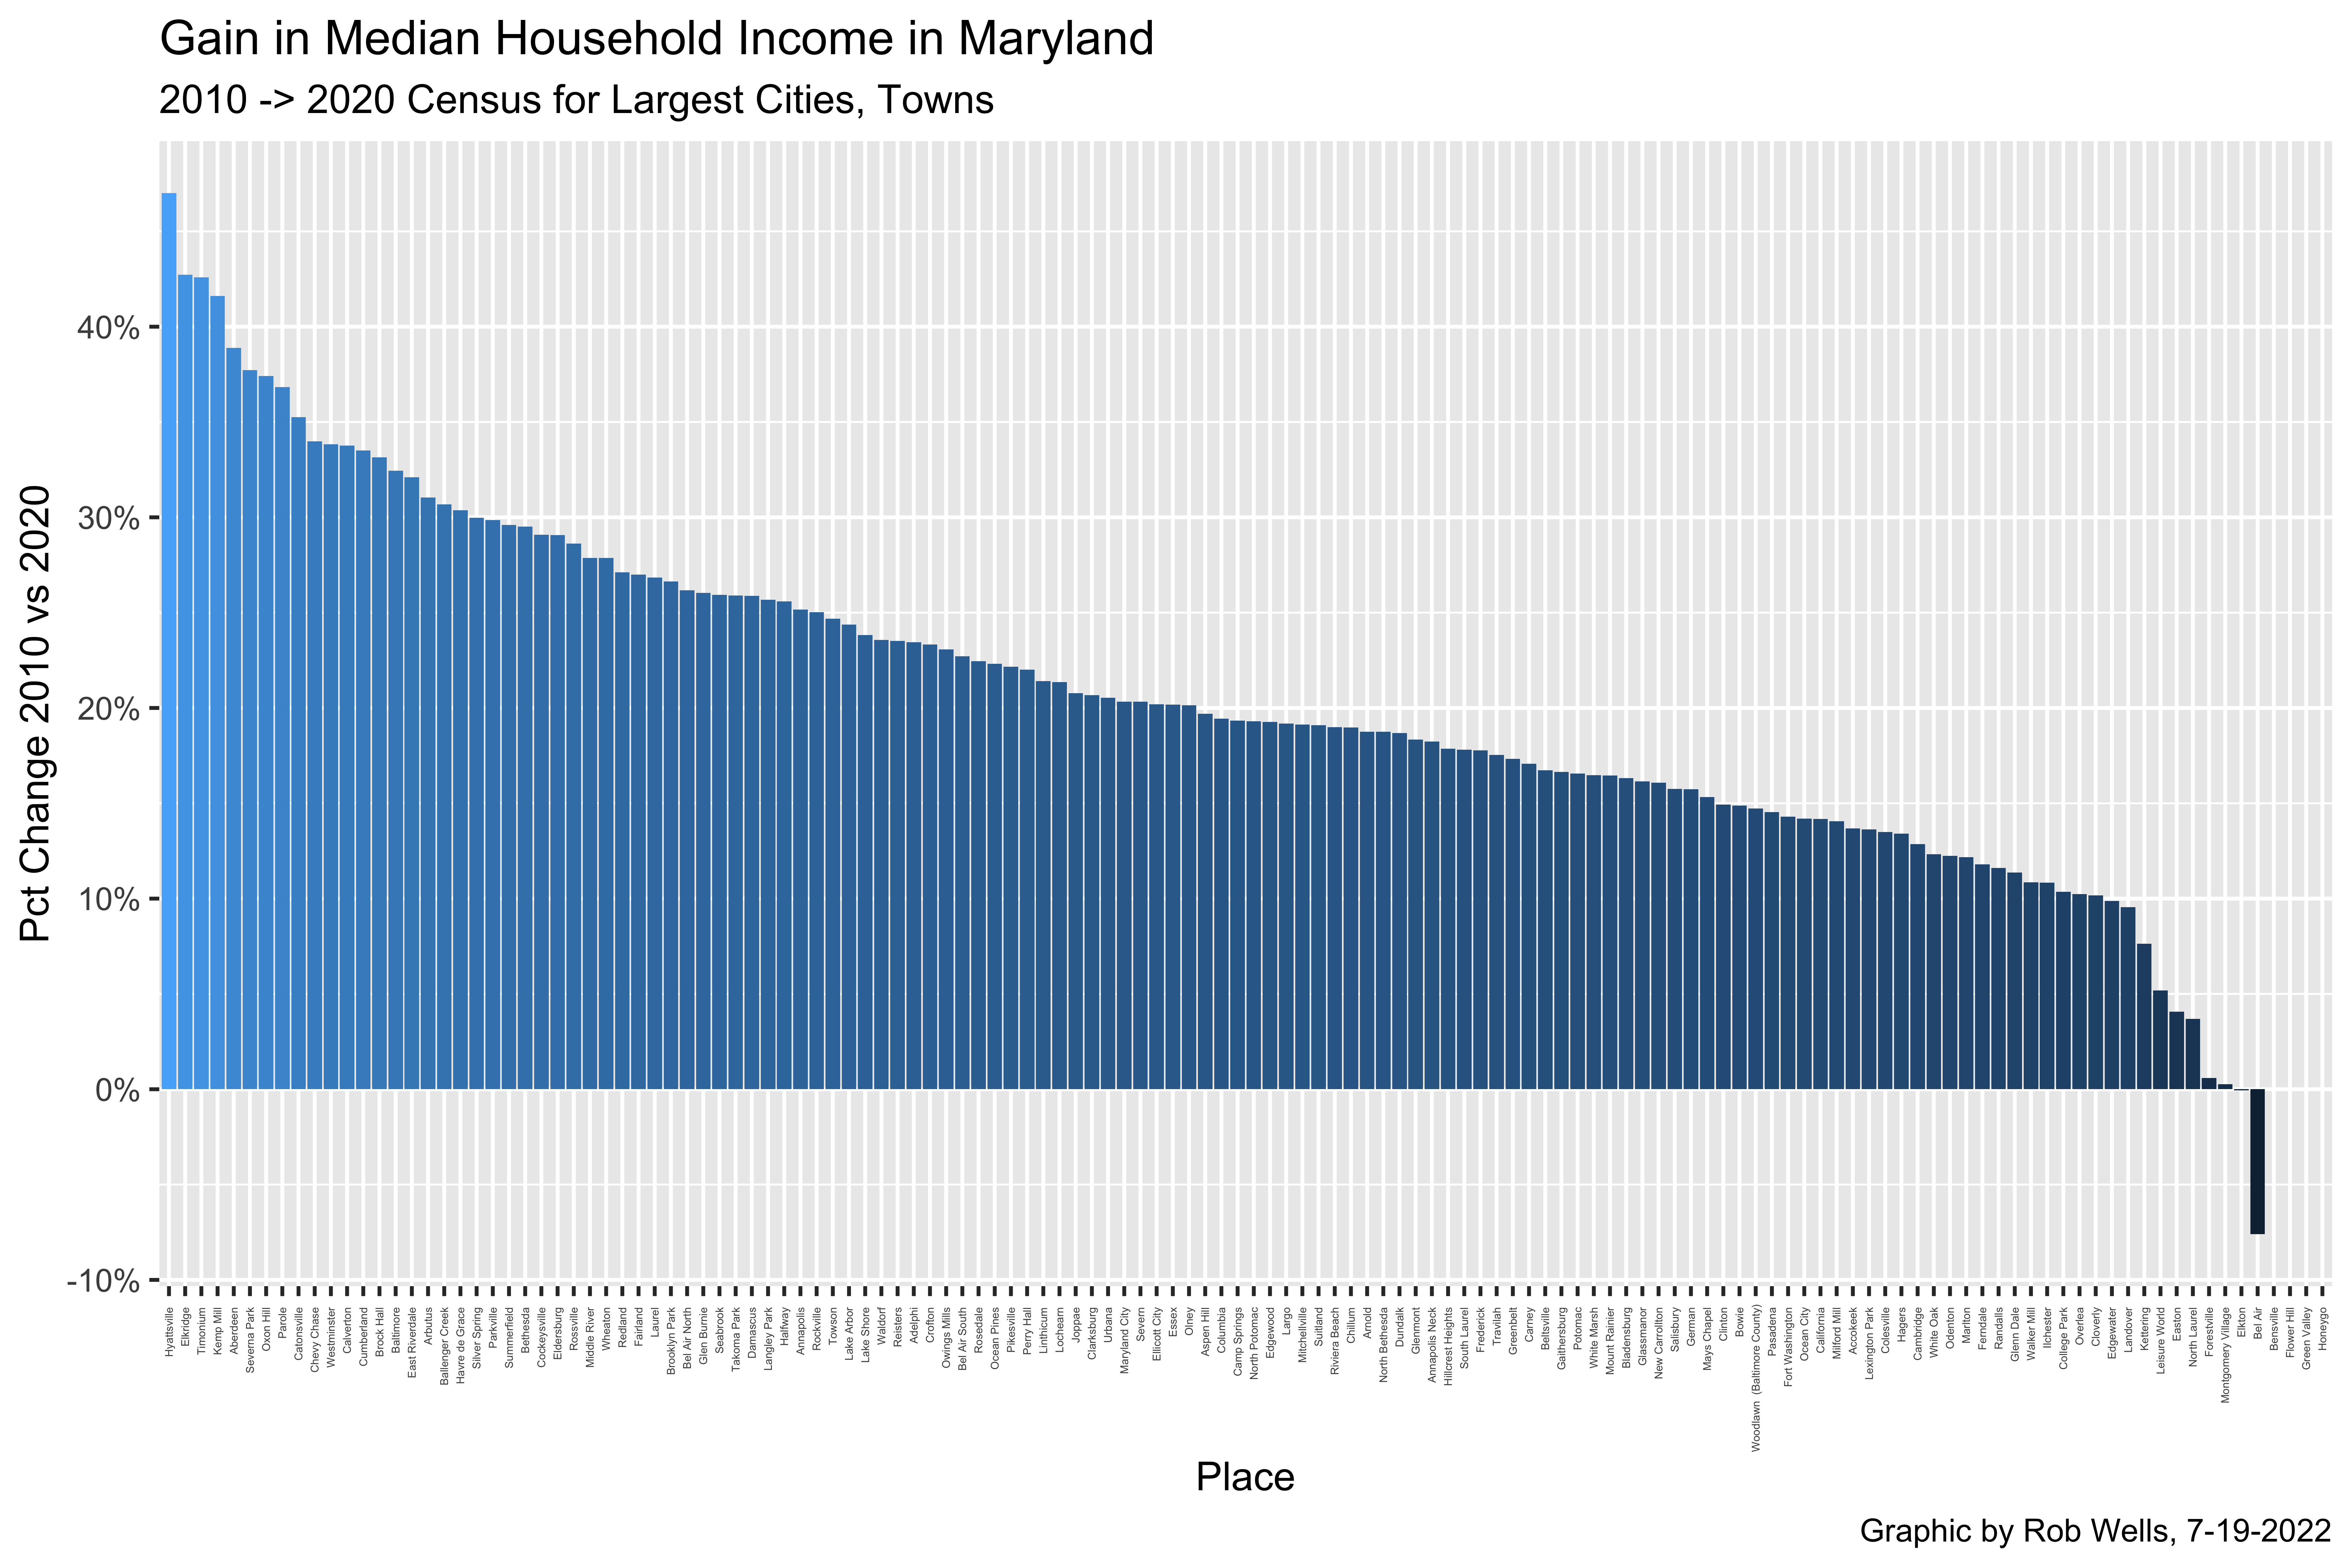 Gain in Median Household Income in Maryland
2010 -> 2020 Census for Largest Cities, Towns
Pct Change 2010 vs 2020
40%
30%
20%
10%
0%
-10%
Hyattsville
Elkridge
Timonium
Kemp Mill
Aberdeen
Severna Park
Oxon Hill
Parole
Catonsville
Chevy Chase
Westminster
Calverton
Cumberland
Brock Hall
Baltimore
East Riverdale
Arbutus
Ballenger Creek
Havre de Grace
Silver Spring
Parkville
Summerfield
Bethesda
Cockeysville
Eldersburg
Rossville
Middle River
Wheaton
Redland
Fairland
Laurel
Brooklyn Park
Bel Air North
Glen Burnie
Seabrook
Takoma Park
Damascus
Langley Park
Halfway
Annapolis
Rockville
Towson
Lake Arbor
Lake Shore
Waldorf
Reisters
Adelphi
Crofton
Owings Mills
Bel Air South
Rosedale
Ocean Pines
Pikesville
Perry Hall
Linthicum
Lochearn
Joppae
Clarksburg
Urbana
Maryland City
Severn
Ellicott City
Essex
Olney
Aspen Hill
Columbia
Camp Springs
North Potomac
Edgewood
Largo
Mitchellville
Suitland
Riviera Beach
Chillum
Arnold
North Bethesda
Dundalk
Glenmont
Annapolis Neck
Hillcrest Heights
South Laurel
Frederick
Travilah
Greenbelt
Carney
Beltsville
Gaithersburg
Potomac
White Marsh
Mount Rainier
Bladensburg
Glassmanor
New Carrollton
Salisbury
German
Mays Chapel
Clinton
Bowie
Woodlawn (Baltimore County)
Pasadena
Fort Washington
Ocean City
California
Milford Mill
Accokeek
Lexington Park
Colesville
Hagers
Cambridge
White Oak
Odenton
Marlton
Ferndale
Randalls
Glenn Dale
Walker Mill
Ilchester
College Park
Overlea
Cloverly
Edgewater
Landover
Kettering
Leisure World
Easton
North Laurel
Forestville
Montgomery Village
Elkton
Bel Air
Bensville
Flower Hill
Green Valley
Honeygo
Place
Graphic by Rob Wells, 7-19-2022